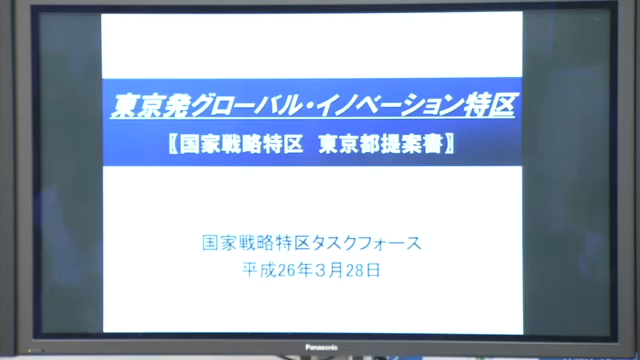 東京発グローバル・イノベーション特区
〖国家戦略特区 東京都提案書〗
国家戦略特区タスクフォース
平成26年3月28日
Panasonic